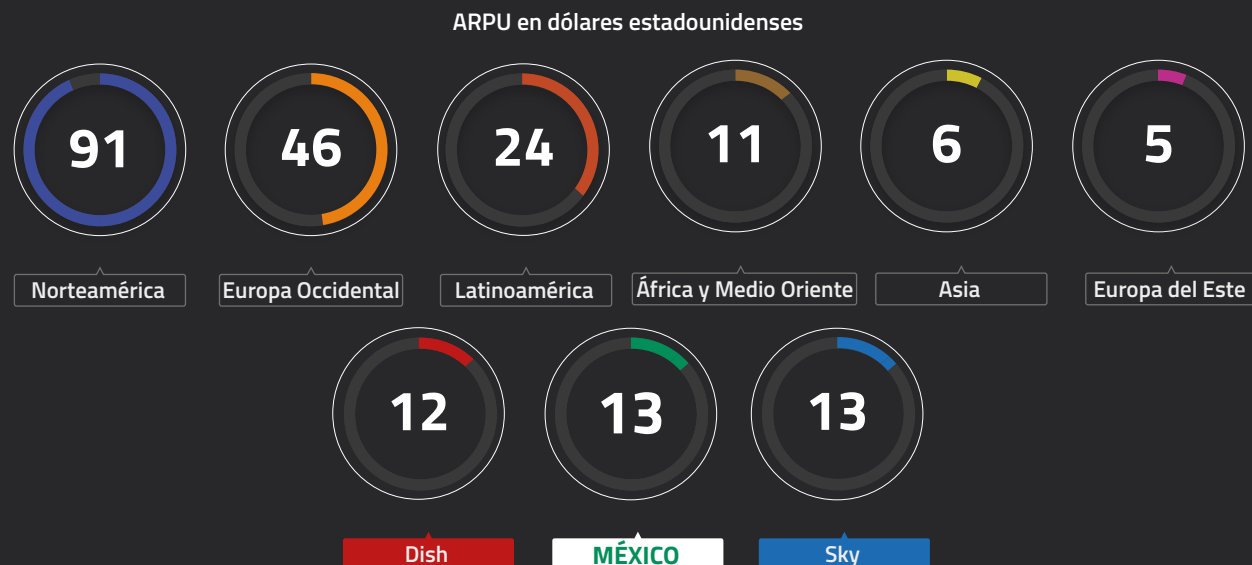 ARPU en dólares estadounidenses
91
46
24
11
6
5
Norteamérica
Europa Occidental
Latinoamérica
África y Medio Oriente
Asia
Europa del Este
12
13
13
Dish
MÉXICO
Sky